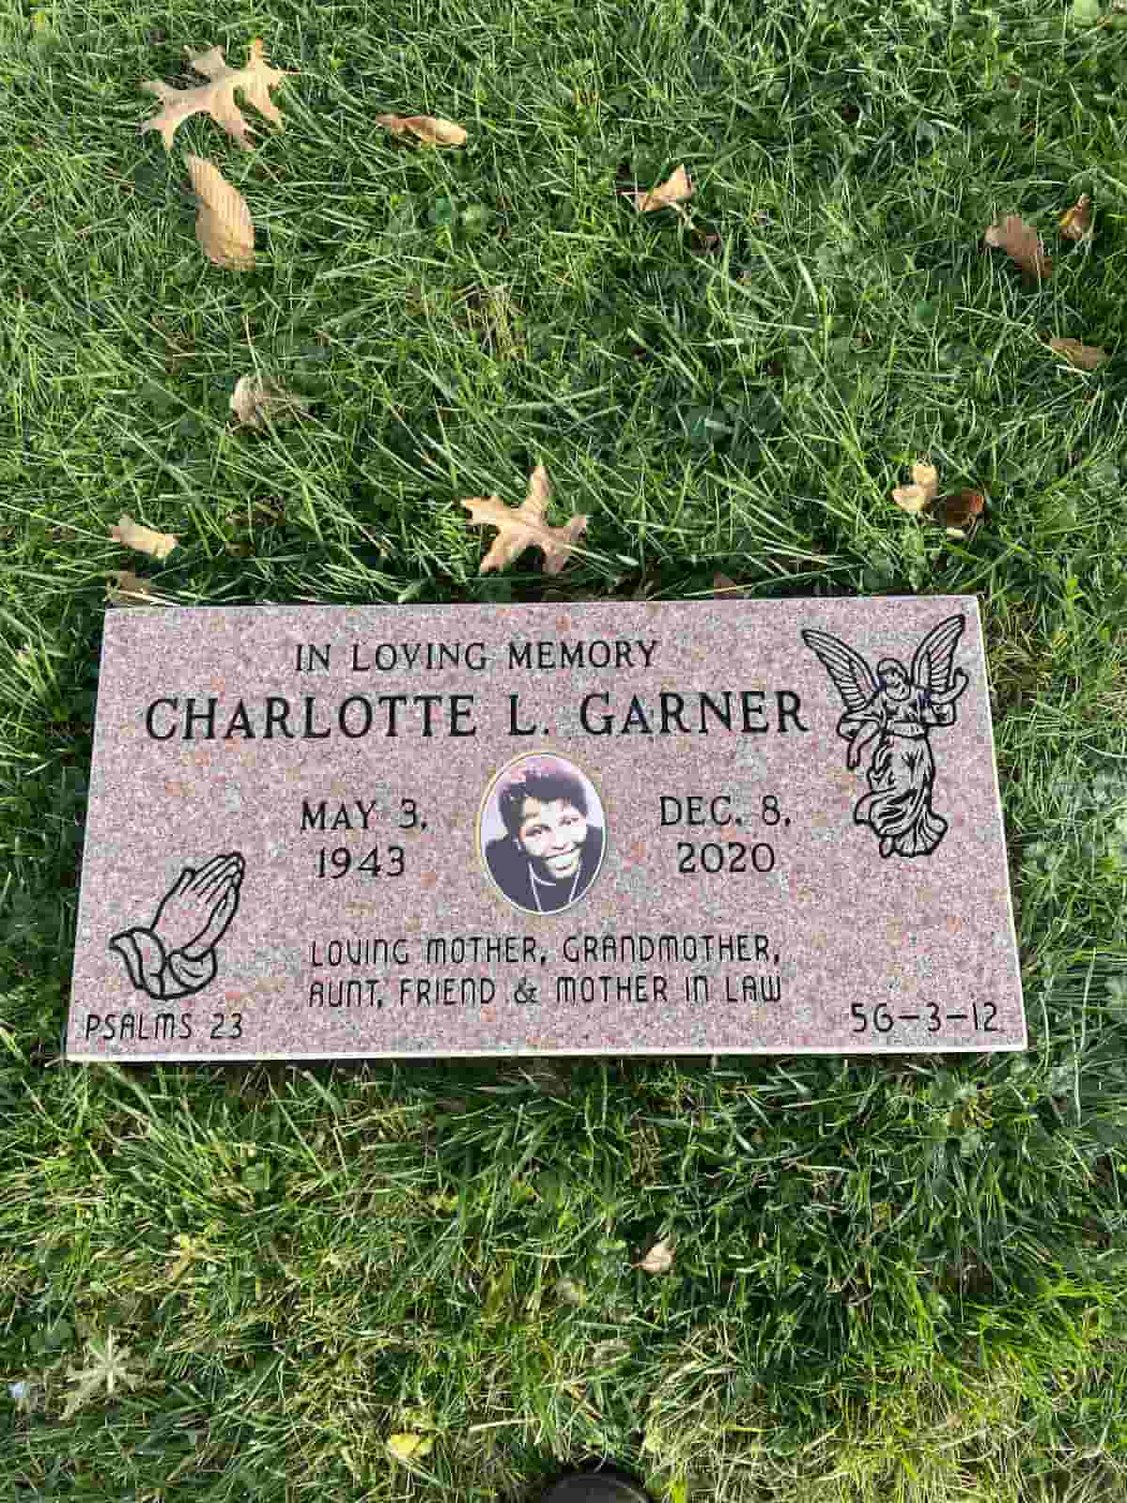 IN LOVING MEMORY
CHARLOTTE L. GARNER
MAY 3,
1943
DEC. 8,
2020
LOVING MOTHER, GRANDMOTHER,
AUNT, FRIEND & MOTHER IN LAW
PSALMS 23
56-3-12